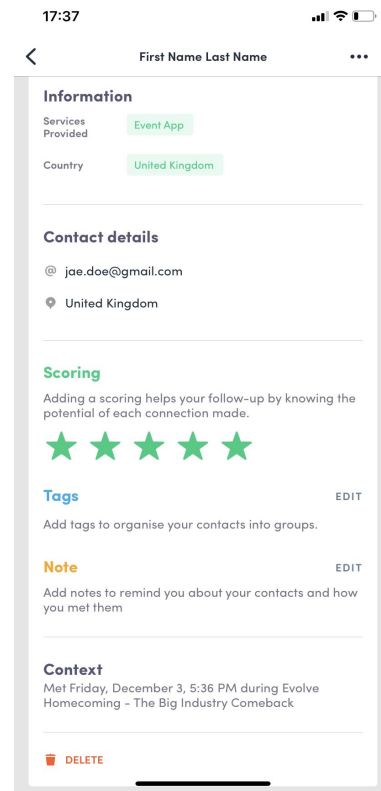 17:37
First Name Last Name
Information
Services
Provided
Event App
Country
United Kingdom
Contact details
@ jae.doe@gmail.com
United Kingdom
Scoring
Adding a scoring helps your follow-up by knowing the
potential of each connection made.
Tags
EDIT
Add tags to organise your contacts into groups.
Note
EDIT
Add notes to remind you about your contacts and how
you met them
Context
Met Friday, December 3, 5:36 PM during Evolve
Homecoming - The Big Industry Comeback
DELETE